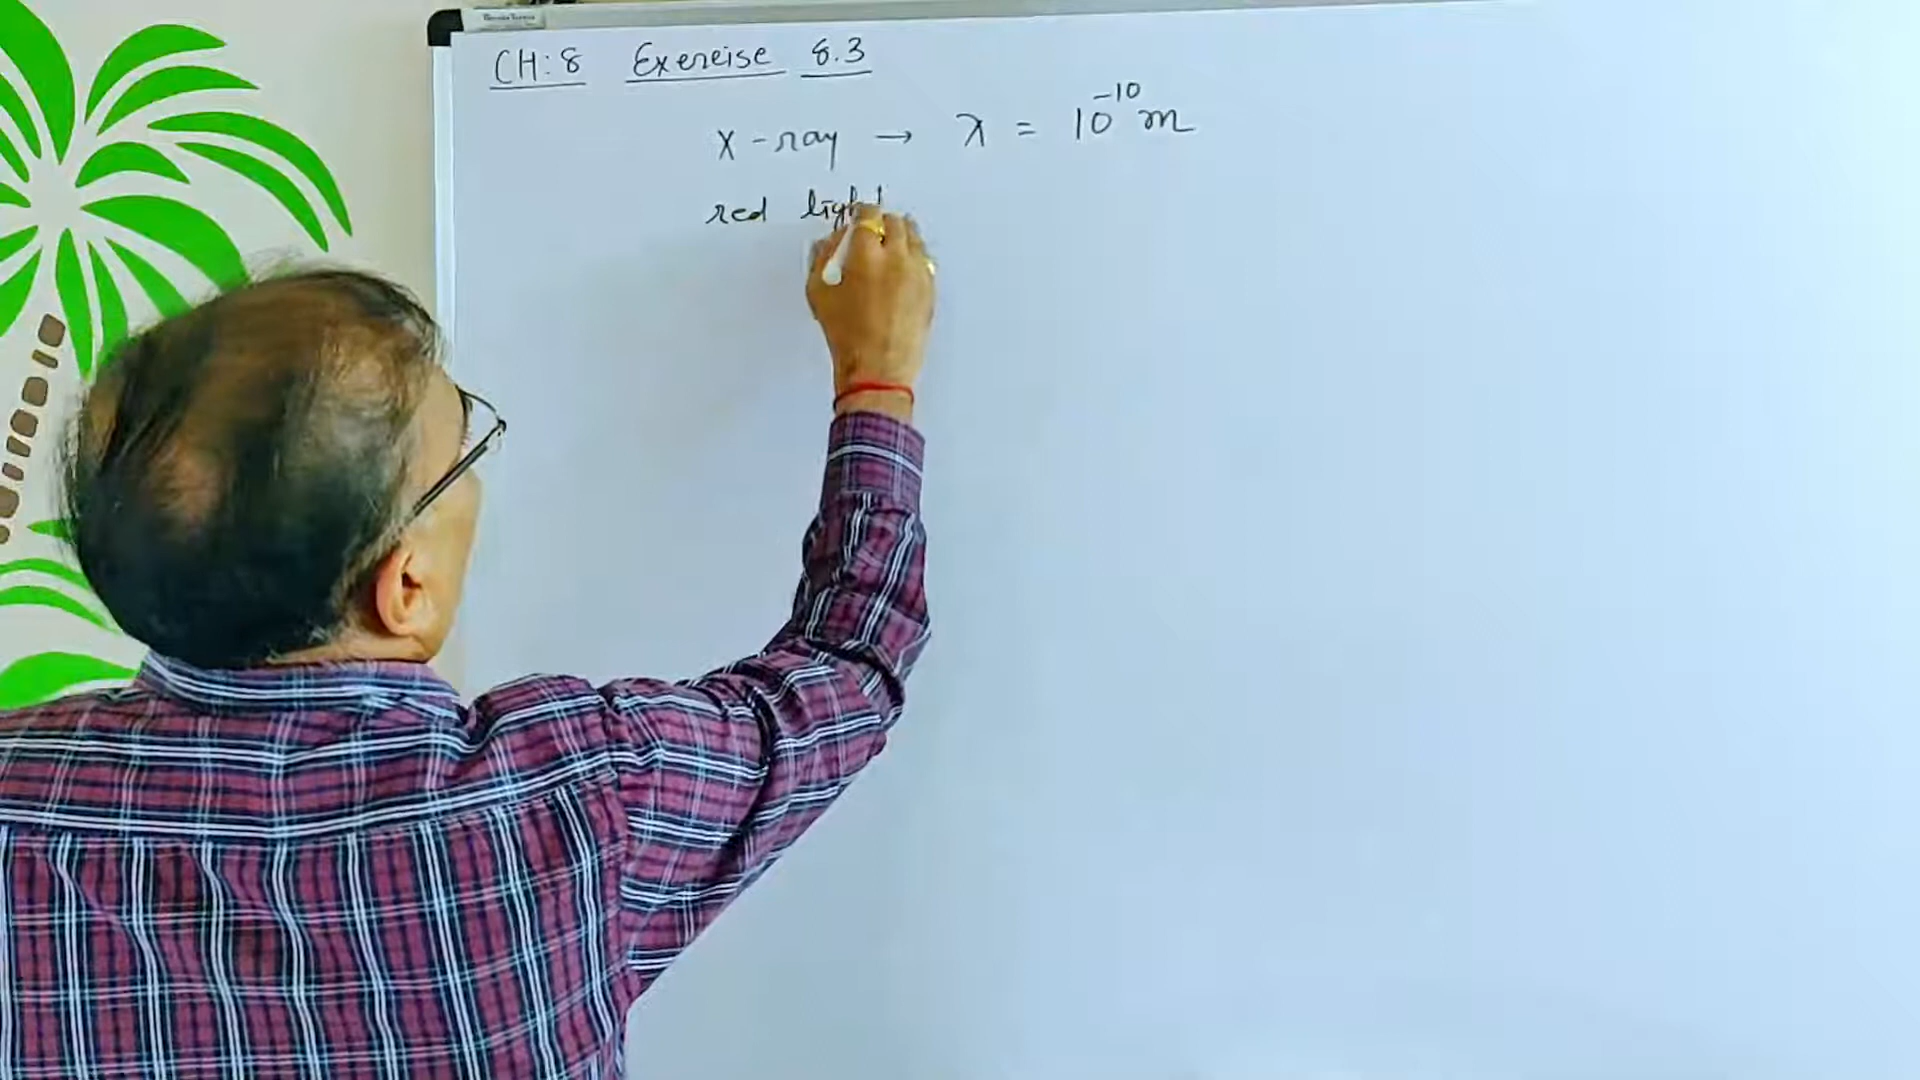 CH: 8 Exercise 8.3
x-ray → λ = 10⁻¹⁰ m
red light